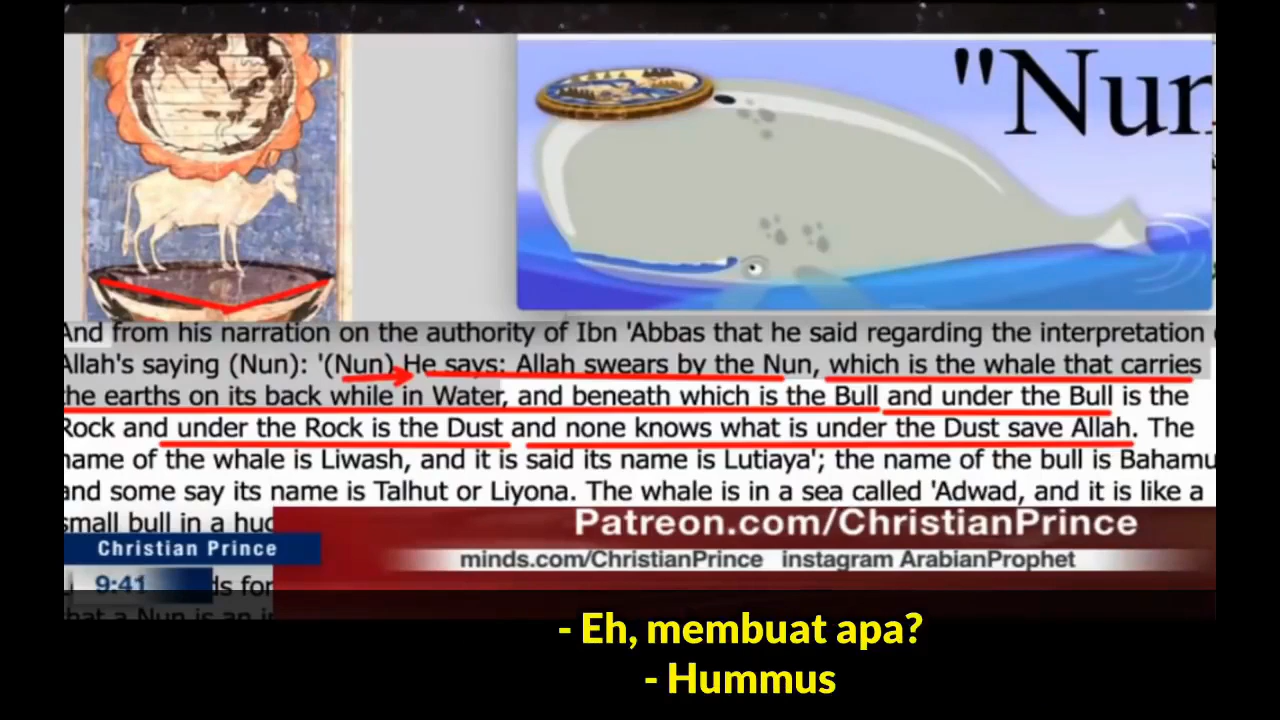 "Nun
And from his narration on the authority of Ibn 'Abbas that he said regarding the interpretation
Allah's saying (Nun): '(Nun) He says: Allah swears by the Nun, which is the whale that carries
the earths on its back while in Water, and beneath which is the Bull and under the Bull is the
Rock and under the Rock is the Dust and none knows what is under the Dust save Allah. The
name of the whale is Liwash, and it is said its name is Lutiaya'; the name of the bull is Bahamu
and some say its name is Talhut or Liyona. The whale is in a sea called 'Adwad, and it is like a
small bull in a hug
Patreon.com/ChristianPrince
Christian Prince
minds.com/ChristianPrince instagram ArabianProphet
9:41
ds for
that a Nun is an i
- Eh, membuat apa?
- Hummus